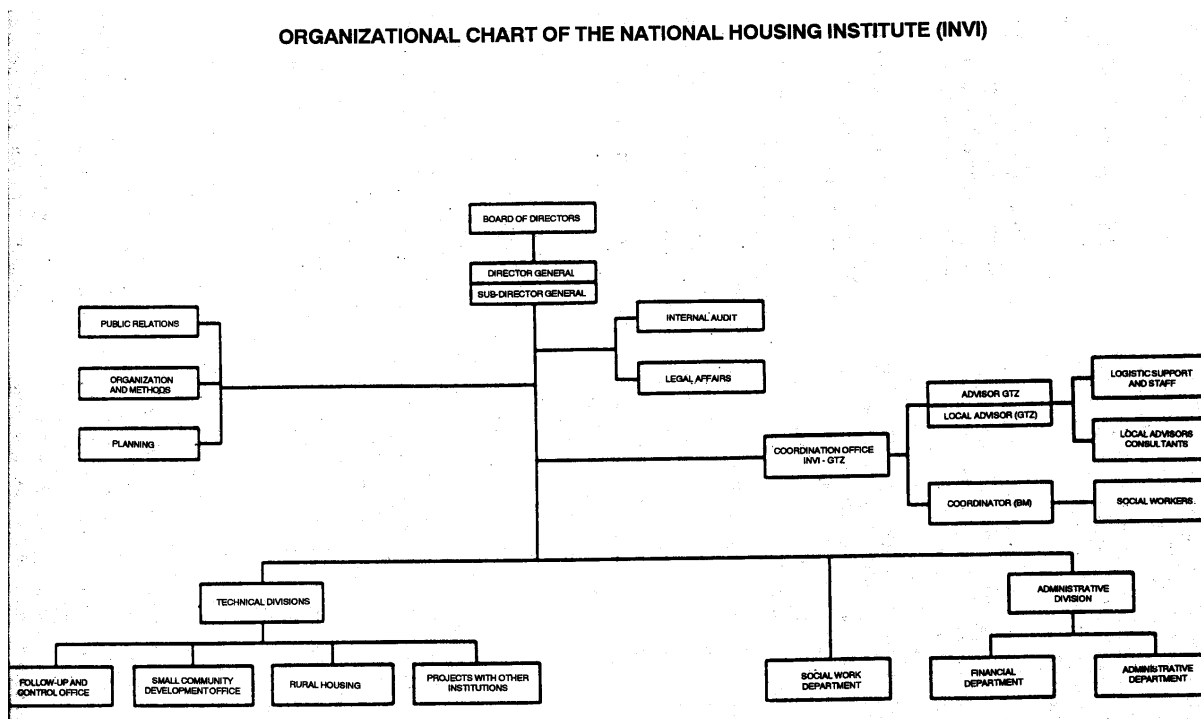 ORGANIZATIONAL CHART OF THE NATIONAL HOUSING INSTITUTE (INVI)
BOARD OF DIRECTORS
DIRECTOR GENERAL
SUB-DIRECTOR GENERAL
PUBLIC RELATIONS
ORGANIZATION
AND METHODS
PLANNING
INTERNAL AUDIT
LEGAL AFFAIRS
COORDINATION OFFICE
INVI - GTZ
ADVISOR GTZ
LOCAL ADVISOR (GTZ)
LOGISTIC SUPPORT
AND STAFF
LOCAL ADVISORS
CONSULTANTS
COORDINATOR (BM)
SOCIAL WORKERS
TECHNICAL DIVISIONS
ADMINISTRATIVE
DIVISION
FOLLOW-UP AND
CONTROL OFFICE
SMALL COMMUNITY
DEVELOPMENT OFFICE
RURAL HOUSING
PROJECTS WITH OTHER
INSTITUTIONS
SOCIAL WORK
DEPARTMENT
FINANCIAL
DEPARTMENT
ADMINISTRATIVE
DEPARTMENT